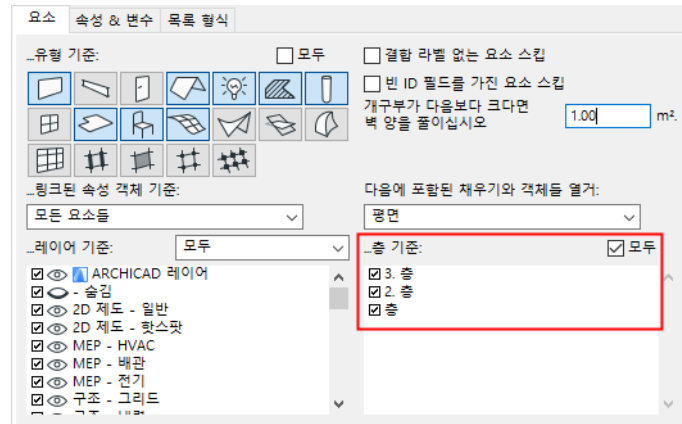 요소 속성 & 변수 목록 형식
...유형 기준: 모두
결합 라벨 없는 요소 스킵
빈 ID 필드를 가진 요소 스킵
개구부가 다음보다 크다면
벽 양을 풀이십시오 1.00 m².
...링크된 속성 객체 기준:
모든 요소들
다음에 포함된 채우기와 객체들 열거:
평면
...레이어 기준: 모두
ARCHICAD 레이어
- 숨김
2D 제도 - 일반
2D 제도 - 핫스팟
MEP - HVAC
MEP - 배관
MEP - 전기
구조 - 그리드
...층 기준: 모두
3. 층
2. 층
층